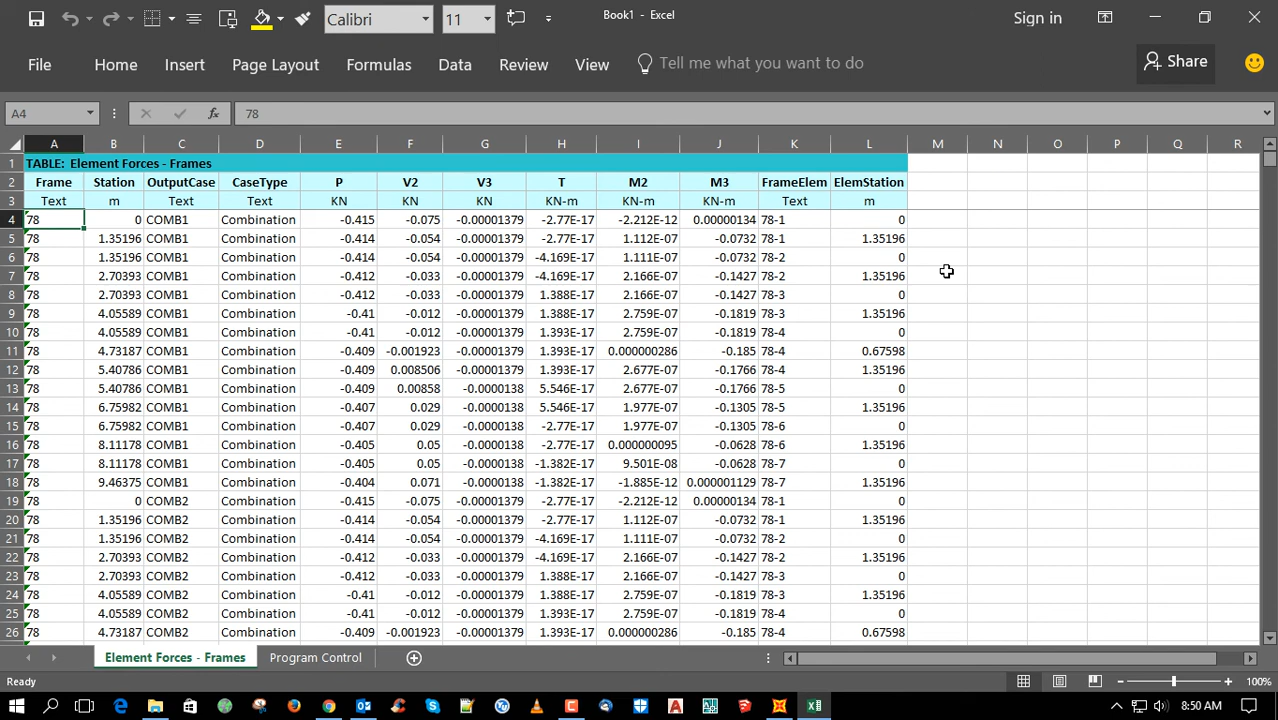 Calibri 11 Book1 - Excel Sign in
File Home Insert Page Layout Formulas Data Review View Tell me what you want to do Share
A4 fx 78
A B C D E F G H I J K L M N O P Q R
1 TABLE: Element Forces - Frames
2 Frame Station OutputCase CaseType P V2 V3 T M2 M3 FrameElem ElemStation
3 Text m Text Text KN KN KN KN-m KN-m KN-m Text m
4 78 0 COMB1 Combination -0.415 -0.075 -0.00001379 -2.77E-17 -2.212E-12 0.00000134 78-1 0
5 78 1.35196 COMB1 Combination -0.414 -0.054 -0.00001379 -2.77E-17 1.112E-07 -0.0732 78-1 1.35196
6 78 1.35196 COMB1 Combination -0.414 -0.054 -0.00001379 -4.169E-17 1.111E-07 -0.0732 78-2 0
7 78 2.70393 COMB1 Combination -0.412 -0.033 -0.00001379 -4.169E-17 2.166E-07 -0.1427 78-2 1.35196
8 78 2.70393 COMB1 Combination -0.412 -0.033 -0.00001379 1.388E-17 2.166E-07 -0.1427 78-3 0
9 78 4.05589 COMB1 Combination -0.41 -0.012 -0.00001379 1.388E-17 2.759E-07 -0.1819 78-3 1.35196
10 78 4.05589 COMB1 Combination -0.41 -0.012 -0.00001379 1.393E-17 2.759E-07 -0.1819 78-4 0
11 78 4.73187 COMB1 Combination -0.409 -0.001923 -0.00001379 1.393E-17 0.000000286 -0.185 78-4 0.67598
12 78 5.40786 COMB1 Combination -0.409 0.008506 -0.00001379 1.393E-17 2.677E-07 -0.1766 78-4 1.35196
13 78 5.40786 COMB1 Combination -0.409 0.00858 -0.0000138 5.546E-17 2.677E-07 -0.1766 78-5 0
14 78 6.75982 COMB1 Combination -0.407 0.029 -0.0000138 5.546E-17 1.977E-07 -0.1305 78-5 1.35196
15 78 6.75982 COMB1 Combination -0.407 0.029 -0.0000138 -2.77E-17 1.977E-07 -0.1305 78-6 0
16 78 8.11178 COMB1 Combination -0.405 0.05 -0.0000138 -2.77E-17 0.000000095 -0.0628 78-6 1.35196
17 78 8.11178 COMB1 Combination -0.405 0.05 -0.0000138 -1.382E-17 9.501E-08 -0.0628 78-7 0
18 78 9.46375 COMB1 Combination -0.404 0.071 -0.0000138 -1.382E-17 -1.885E-12 0.000001129 78-7 1.35196
19 78 0 COMB2 Combination -0.415 -0.075 -0.00001379 -2.77E-17 -2.212E-12 0.00000134 78-1 0
20 78 1.35196 COMB2 Combination -0.414 -0.054 -0.00001379 -2.77E-17 1.112E-07 -0.0732 78-1 1.35196
21 78 1.35196 COMB2 Combination -0.414 -0.054 -0.00001379 -4.169E-17 1.111E-07 -0.0732 78-2 0
22 78 2.70393 COMB2 Combination -0.412 -0.033 -0.00001379 -4.169E-17 2.166E-07 -0.1427 78-2 1.35196
23 78 2.70393 COMB2 Combination -0.412 -0.033 -0.00001379 1.388E-17 2.166E-07 -0.1427 78-3 0
24 78 4.05589 COMB2 Combination -0.41 -0.012 -0.00001379 1.388E-17 2.759E-07 -0.1819 78-3 1.35196
25 78 4.05589 COMB2 Combination -0.41 -0.012 -0.00001379 1.393E-17 2.759E-07 -0.1819 78-4 0
26 78 4.73187 COMB2 Combination -0.409 -0.001923 -0.00001379 1.393E-17 0.000000286 -0.185 78-4 0.67598
Element Forces - Frames Program Control
Ready 100%
8:50 AM